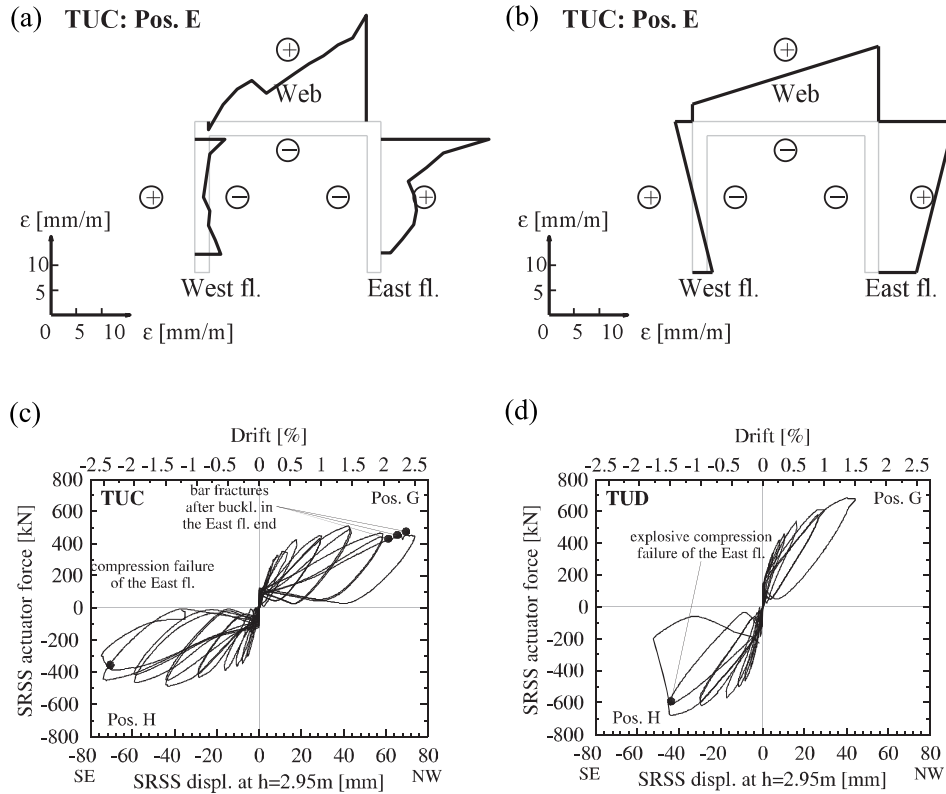 (a) TUC: Pos. E
+
Web
−
+ − − +
ε [mm/m]
10
5
West fl. East fl.
0 5 10 ε [mm/m]
(b) TUC: Pos. E
+
Web
−
+ − − +
ε [mm/m]
10
5
West fl. East fl.
0 5 10 ε [mm/m]
(c)
Drift [%]
-2.5 -2 -1.5 -1 -0.5 0 0.5 1 1.5 2 2.5
800
600
400
200
0
-200
-400
-600
-800
SRSS actuator force [kN]
TUC
Pos. G
bar fractures
after buckl. in
the East fl. end
compression failure
of the East fl.
Pos. H
-80 -60 -40 -20 0 20 40 60 80
SE SRSS displ. at h=2.95m [mm] NW
(d)
Drift [%]
-2.5 -2 -1.5 -1 -0.5 0 0.5 1 1.5 2 2.5
800
600
400
200
0
-200
-400
-600
-800
SRSS actuator force [kN]
TUD
Pos. G
explosive compression
failure of the East fl.
Pos. H
-80 -60 -40 -20 0 20 40 60 80
SE SRSS displ. at h=2.95m [mm] NW